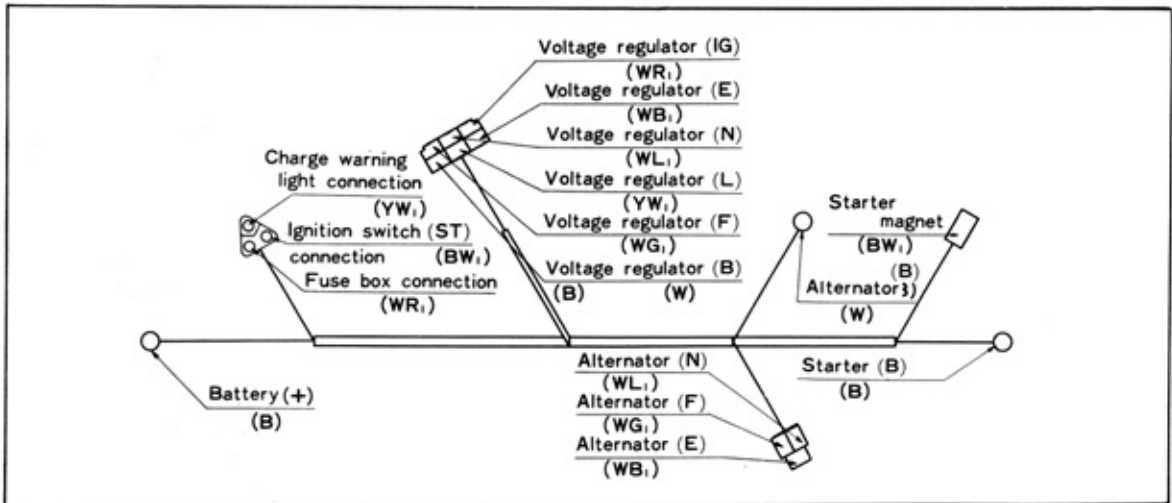 Voltage regulator (IG)
(WR₁)
Voltage regulator (E)
(WB₁)
Voltage regulator (N)
(WL₁)
Voltage regulator (L)
(YW₁)
Voltage regulator (F)
(WG₁)
Voltage regulator (B)
(B) (W)
Charge warning
light connection
(YW₁)
Ignition switch (ST)
connection (BW₁)
Fuse box connection
(WR₁)
Starter
magnet
(BW₁)
(B)
Alternator3)
(W)
Battery (+)
(B)
Alternator (N)
(WL₁)
Alternator (F)
(WG₁)
Alternator (E)
(WB₁)
Starter (B)
(B)